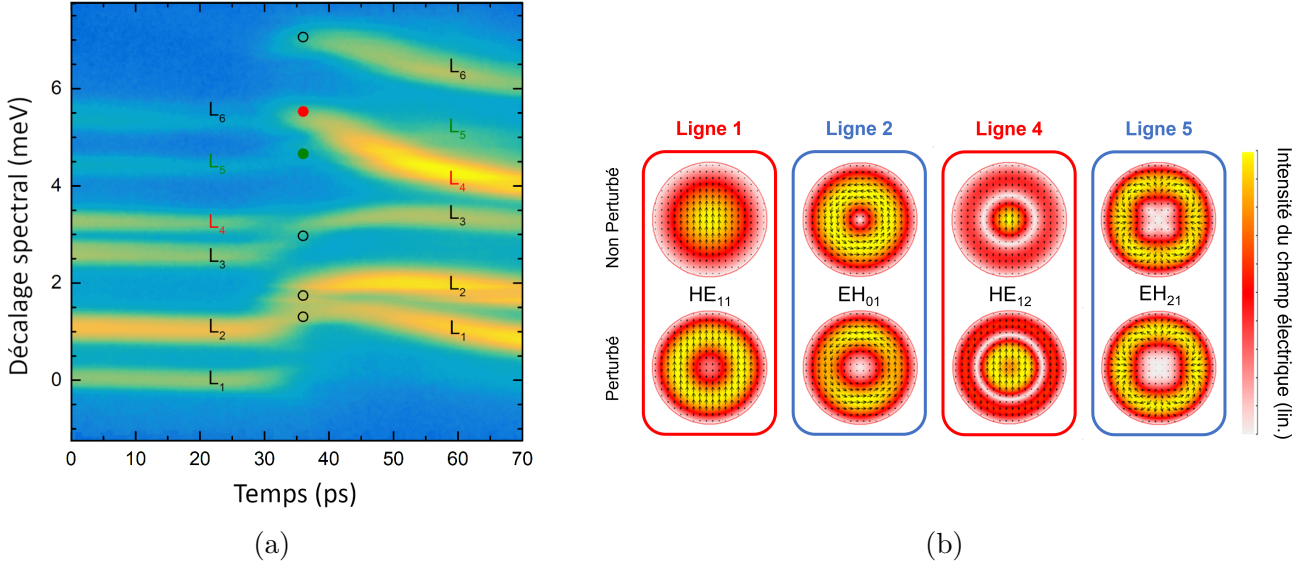 Ligne 1 Ligne 2 Ligne 4 Ligne 5
Décalage spectral (meV)
6
4
2
0
L6
L5
L4
L3
L2
L1
L6
L5
L4
L3
L2
L1
0 10 20 30 40 50 60 70
Temps (ps)
(a)
Non Perturbé
HE11 EH01 HE12 EH21
Perturbé
Intensité du champ électrique (lin.)
(b)